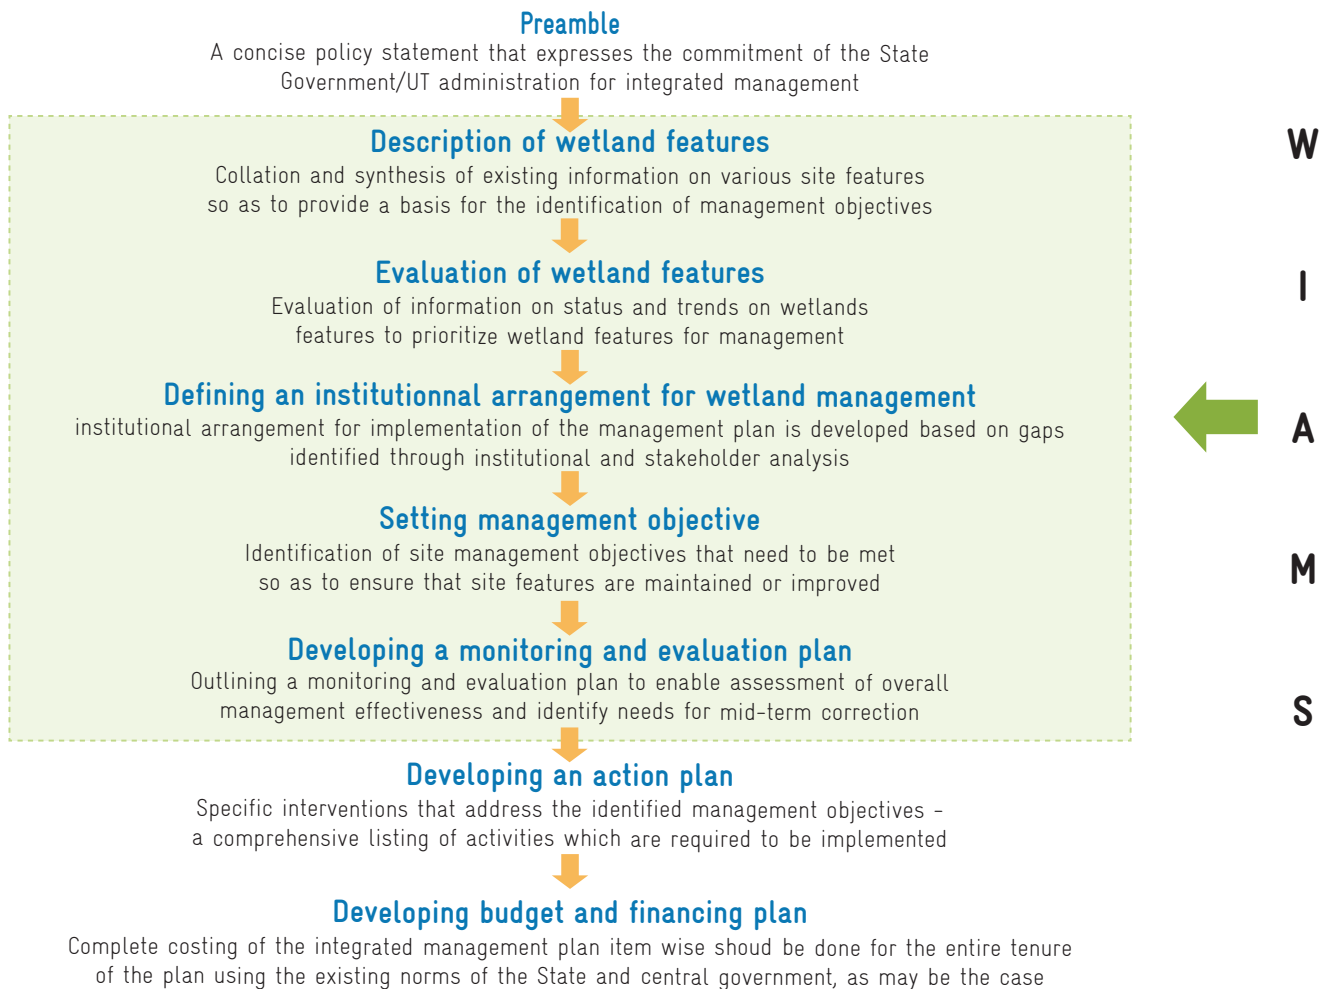 Preamble
A concise policy statement that expresses the commitment of the State
Government/UT administration for integrated management
Description of wetland features
Collation and synthesis of existing information on various site features
so as to provide a basis for the identification of management objectives
Evaluation of wetland features
Evaluation of information on status and trends on wetlands
features to prioritize wetland features for management
Defining an institutionnal arrangement for wetland management
institutional arrangement for implementation of the management plan is developed based on gaps
identified through institutional and stakeholder analysis
Setting management objective
Identification of site management objectives that need to be met
so as to ensure that site features are maintained or improved
Developing a monitoring and evaluation plan
Outlining a monitoring and evaluation plan to enable assessment of overall
management effectiveness and identify needs for mid-term correction
Developing an action plan
Specific interventions that address the identified management objectives -
a comprehensive listing of activities which are required to be implemented
Developing budget and financing plan
Complete costing of the integrated management plan item wise shoud be done for the entire tenure
of the plan using the existing norms of the State and central government, as may be the case
W
I
A
M
S